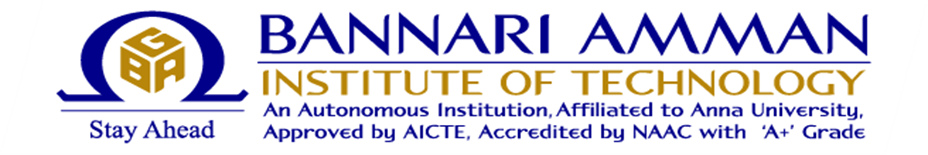 BANNARI AMMAN
INSTITUTE OF TECHNOLOGY
An Autonomous Institution, Affiliated to Anna University,
Approved by AICTE, Accredited by NAAC with 'A+' Grade
G
B A
Stay Ahead